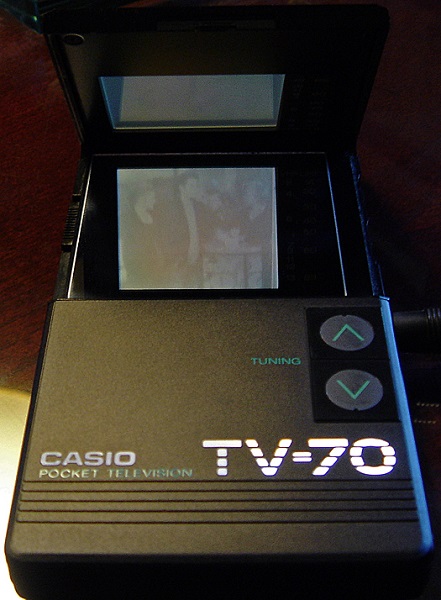 TUNING
CASIO TV-70
POCKET TELEVISION